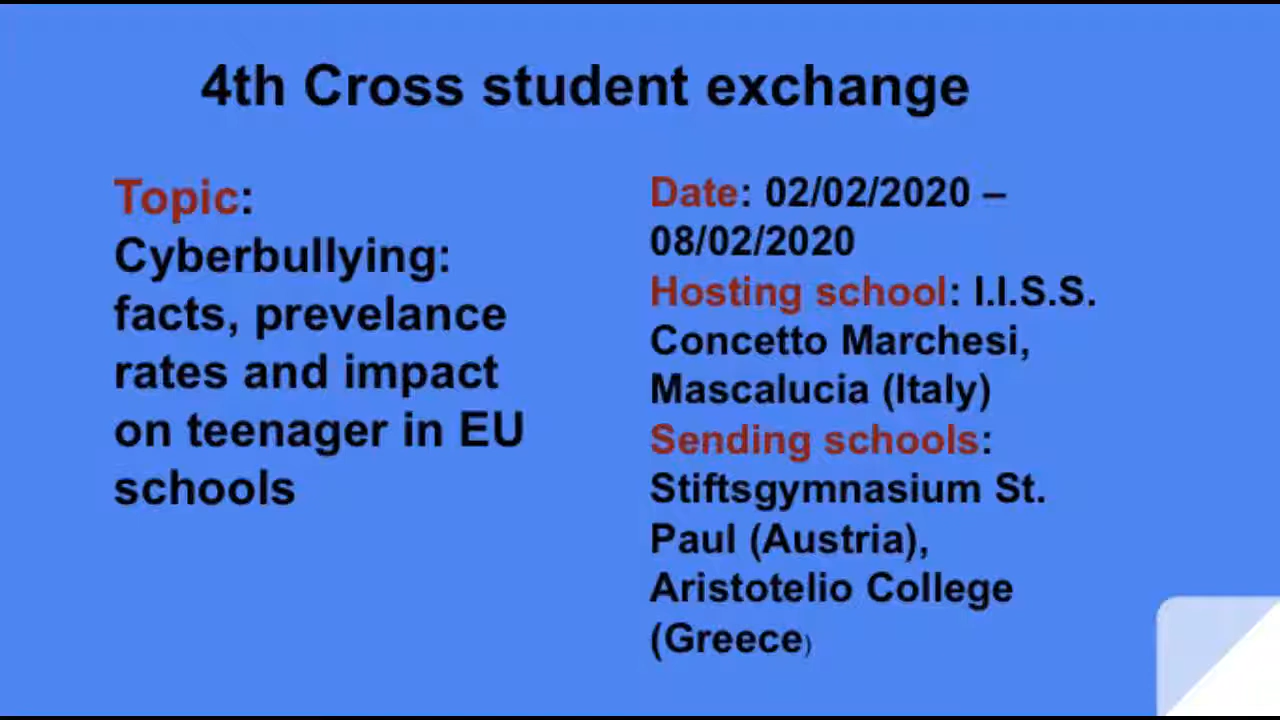 4th Cross student exchange
Topic:
Cyberbullying:
facts, prevelance
rates and impact
on teenager in EU
schools
Date: 02/02/2020 –
08/02/2020
Hosting school: I.I.S.S.
Concetto Marchesi,
Mascalucia (Italy)
Sending schools:
Stiftsgymnasium St.
Paul (Austria),
Aristotelio College
(Greece)